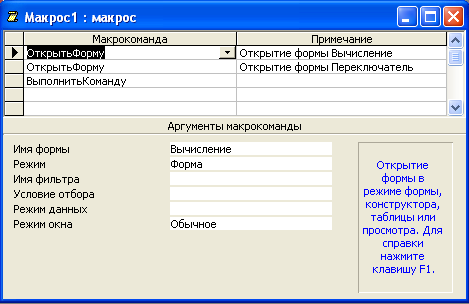 Макрос1 : макрос
Макрокоманда Примечание
ОткрытьФорму Открытие формы Вычисление
ОткрытьФорму Открытие формы Переключатель
ВыполнитьКоманду
Аргументы макрокоманды
Имя формы Вычисление
Режим Форма
Имя фильтра
Условие отбора
Режим данных
Режим окна Обычное
Открытие
формы в
режиме формы,
конструктора,
таблицы или
просмотра. Для
справки
нажмите
клавишу F1.